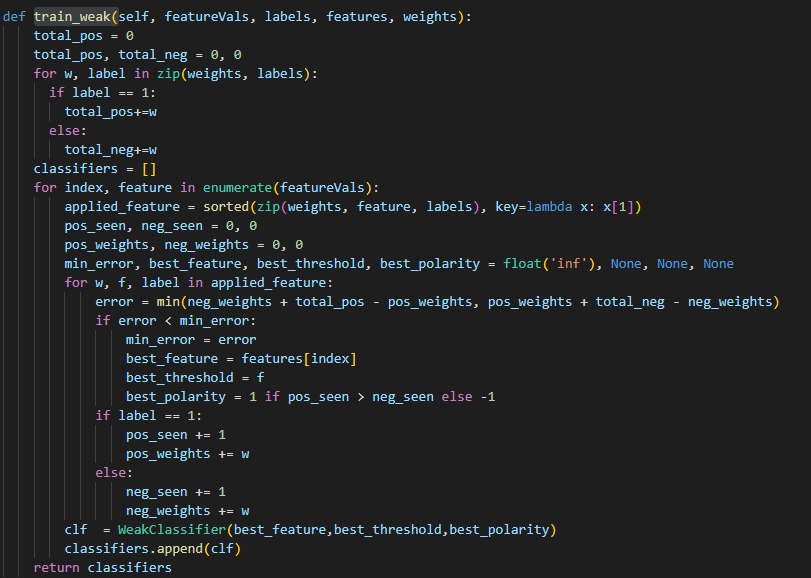 def train_weak(self, featureVals, labels, features, weights):
    total_pos = 0
    total_pos, total_neg = 0, 0
    for w, label in zip(weights, labels):
      if label == 1:
        total_pos+=w
      else:
        total_neg+=w
    classifiers = []
    for index, feature in enumerate(featureVals):
        applied_feature = sorted(zip(weights, feature, labels), key=lambda x: x[1])
        pos_seen, neg_seen = 0, 0
        pos_weights, neg_weights = 0, 0
        min_error, best_feature, best_threshold, best_polarity = float('inf'), None, None, None
        for w, f, label in applied_feature:
            error = min(neg_weights + total_pos - pos_weights, pos_weights + total_neg - neg_weights)
            if error < min_error:
                min_error = error
                best_feature = features[index]
                best_threshold = f
                best_polarity = 1 if pos_seen > neg_seen else -1
            if label == 1:
                pos_seen += 1
                pos_weights += w
            else:
                neg_seen += 1
                neg_weights += w
        clf  = WeakClassifier(best_feature,best_threshold,best_polarity)
        classifiers.append(clf)
    return classifiers